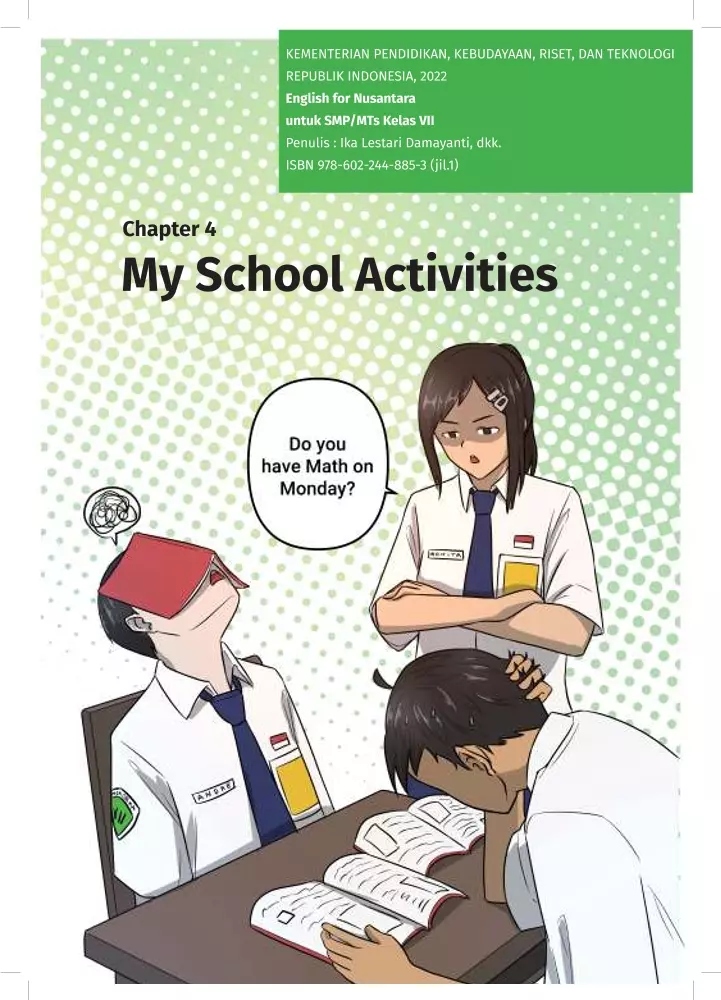 KEMENTERIAN PENDIDIKAN, KEBUDAYAAN, RISET, DAN TEKNOLOGI
REPUBLIK INDONESIA, 2022
English for Nusantara
untuk SMP/MTs Kelas VII
Penulis : Ika Lestari Damayanti, dkk.
ISBN 978-602-244-885-3 (jil.1)
Chapter 4
My School Activities
Do you
have Math on
Monday?
ANDRE